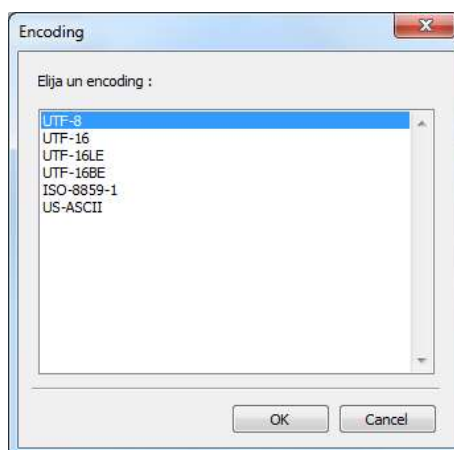 Encoding
Elija un encoding :
UTF-8
UTF-16
UTF-16LE
UTF-16BE
ISO-8859-1
US-ASCII
OK
Cancel